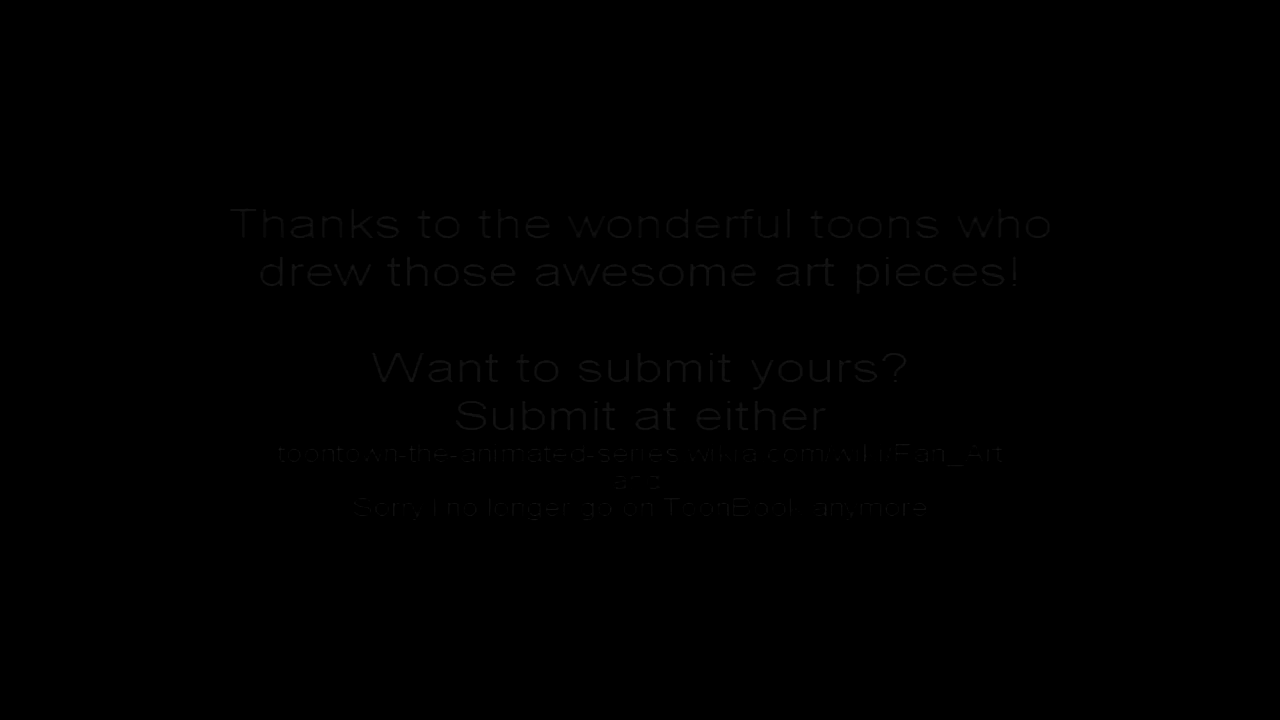 Thanks to the wonderful toons who
drew those awesome art pieces!
Want to submit yours?
Submit at either
toontown-the-animated-series.wikia.com/wiki/Fan_Art
and
Sorry I no longer go on ToonBook anymore